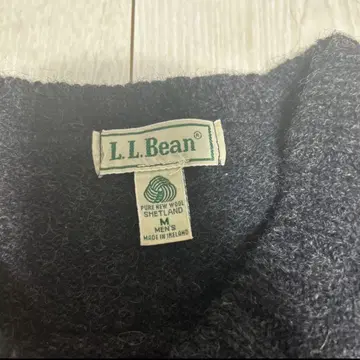 L.L.Bean®
PURE NEW WOOL
SHETLAND
M
MEN'S
MADE IN IRELAND